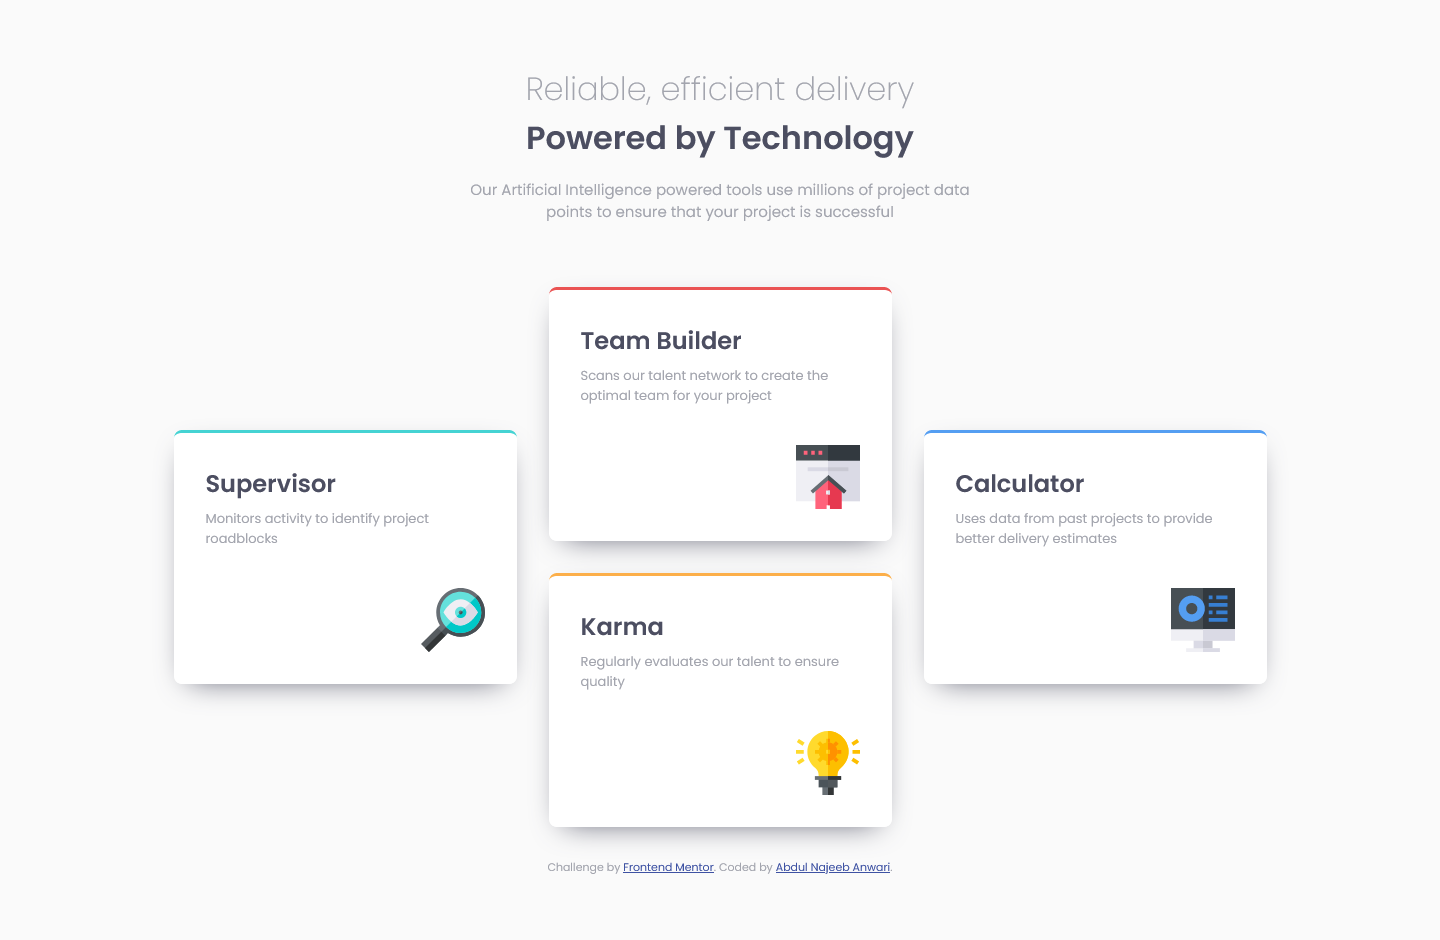 Reliable, efficient delivery
Powered by Technology
Our Artificial Intelligence powered tools use millions of project data
points to ensure that your project is successful
Supervisor
Monitors activity to identify project
roadblocks
Team Builder
Scans our talent network to create the
optimal team for your project
Karma
Regularly evaluates our talent to ensure
quality
Calculator
Uses data from past projects to provide
better delivery estimates
Challenge by Frontend Mentor. Coded by Abdul Najeeb Anwari.